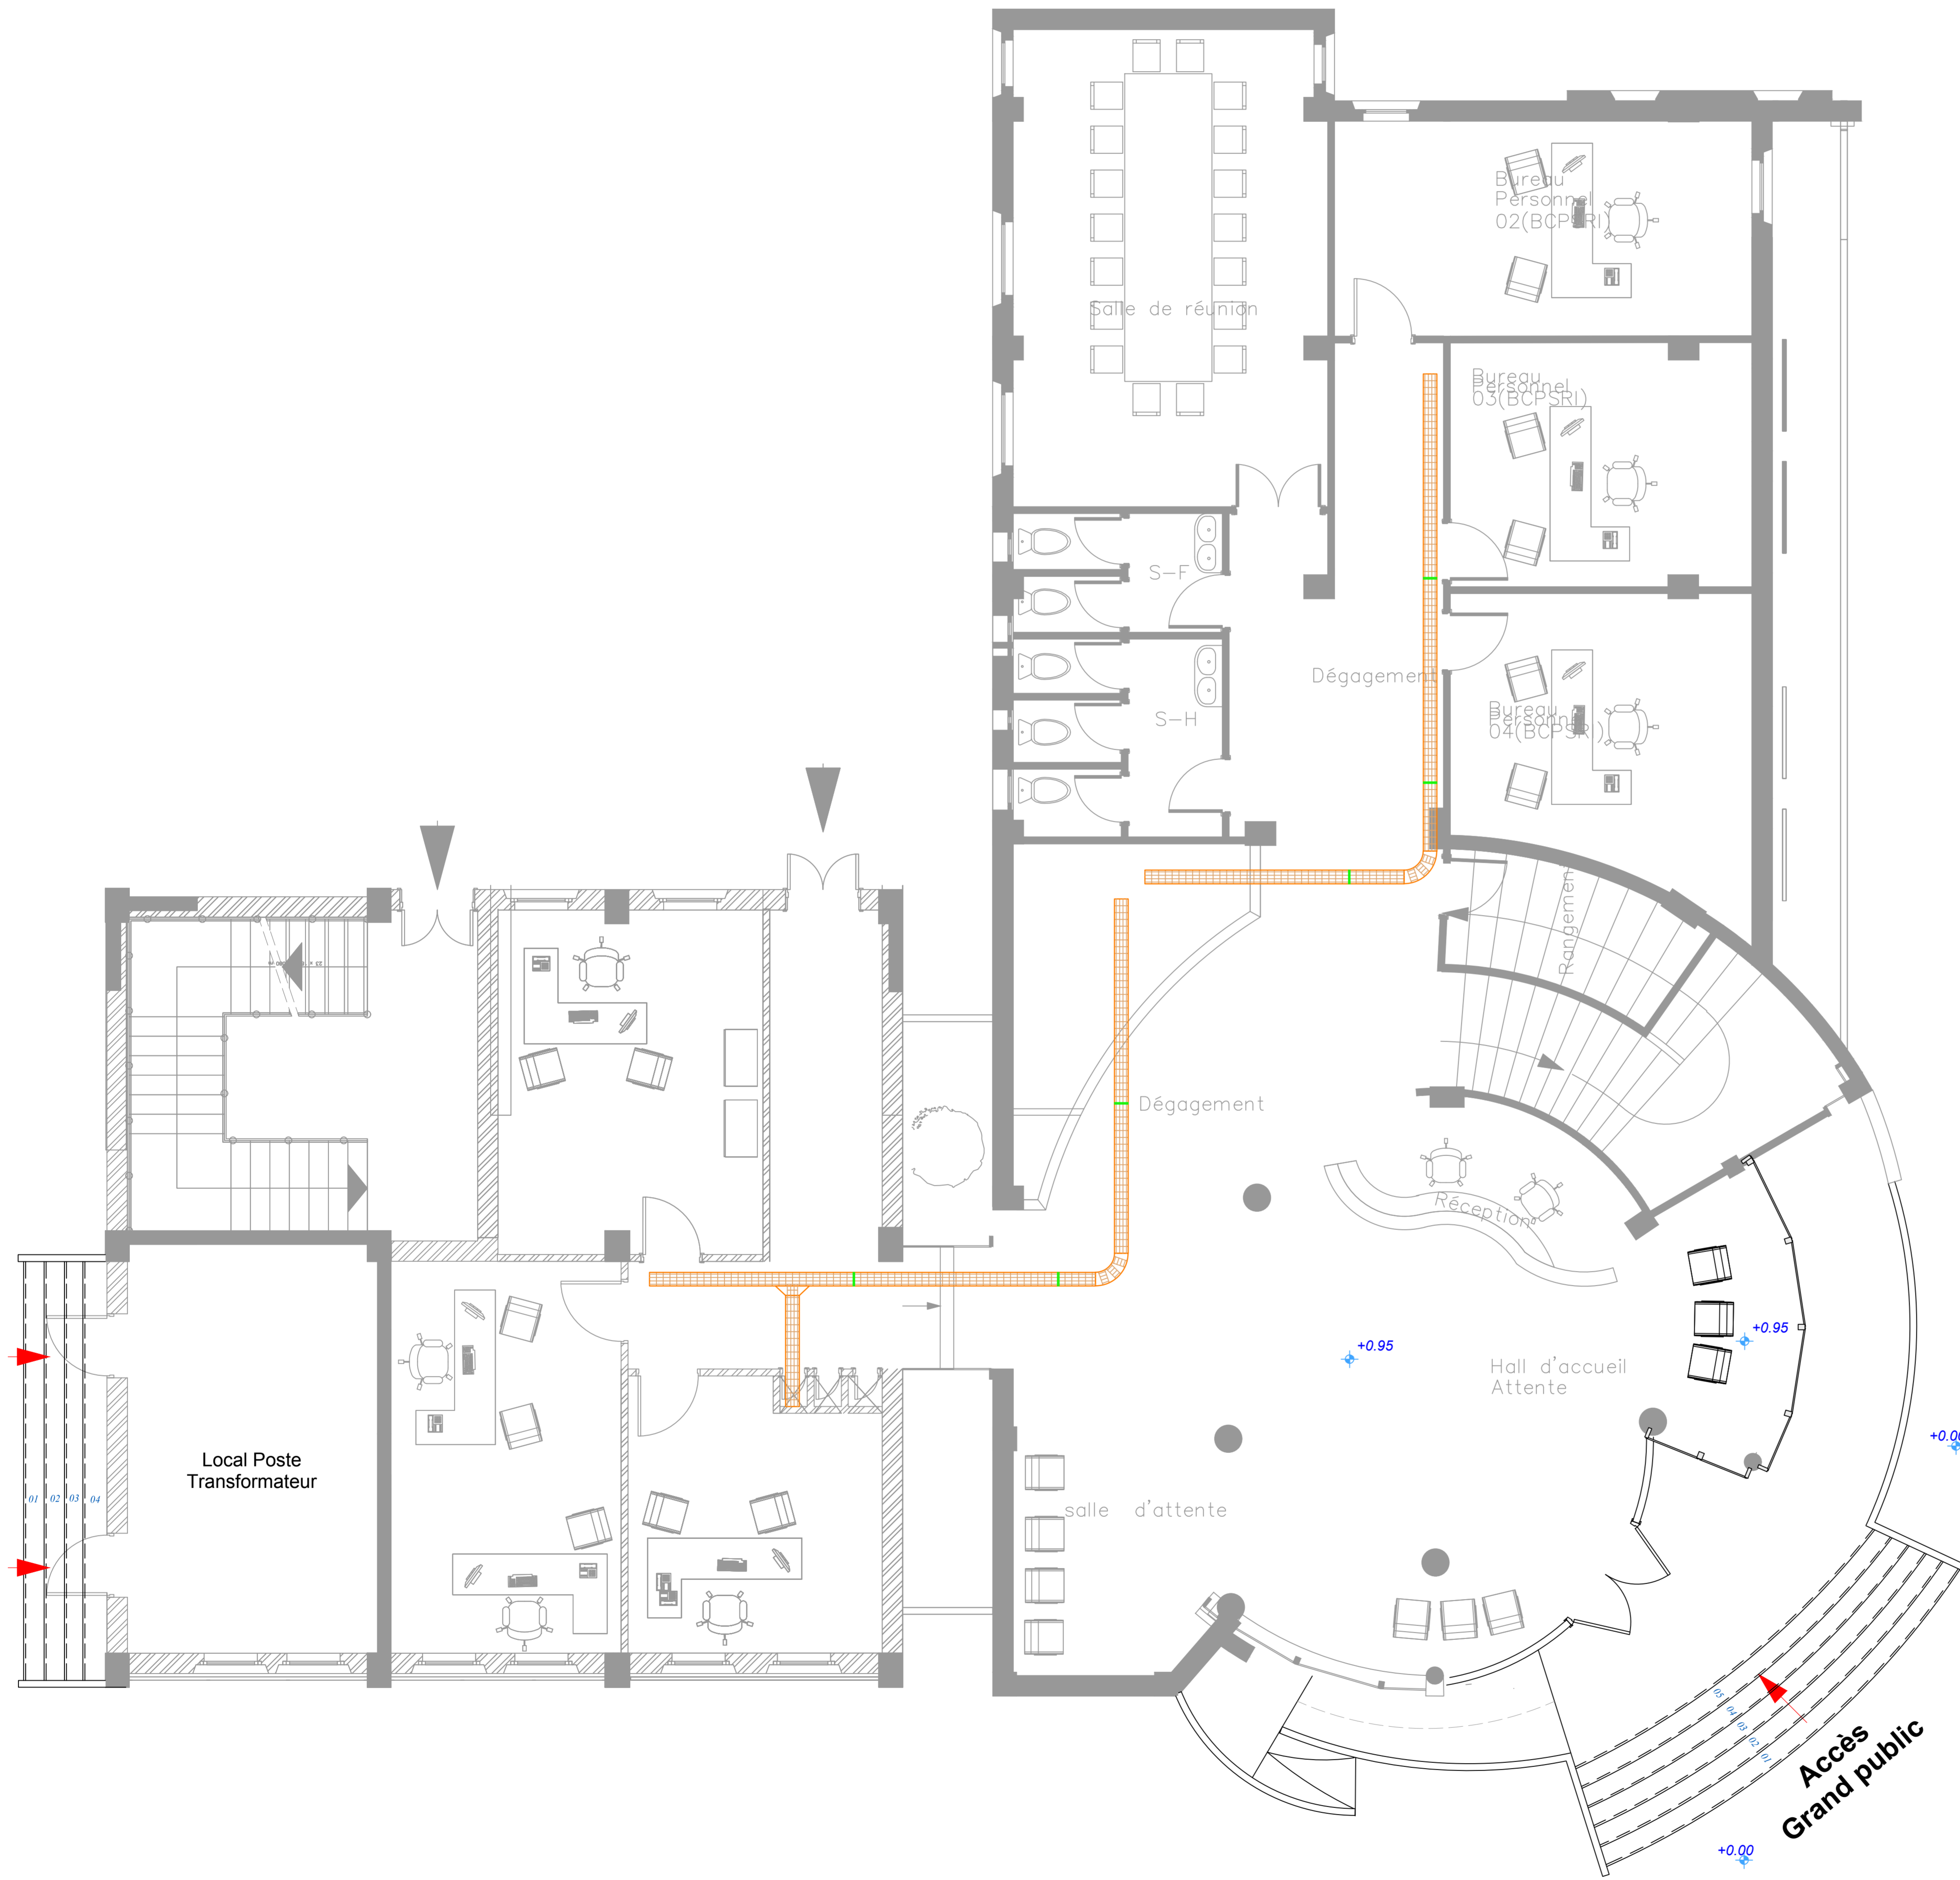 Bureau
Personnel
02(BCPSRI)
Salle de réunion
Bureau
Personnel
03(BCPSRI)
S-F
Dégagement
S-H
Bureau
Personnel
04(BCPSRI)
Rangement
Dégagement
Réception
+0.95
+0.95
Hall d'accueil
Attente
Local Poste
Transformateur
01 02 03 04
salle d'attente
05 04 03 02 01
Accès
Grand public
+0.00